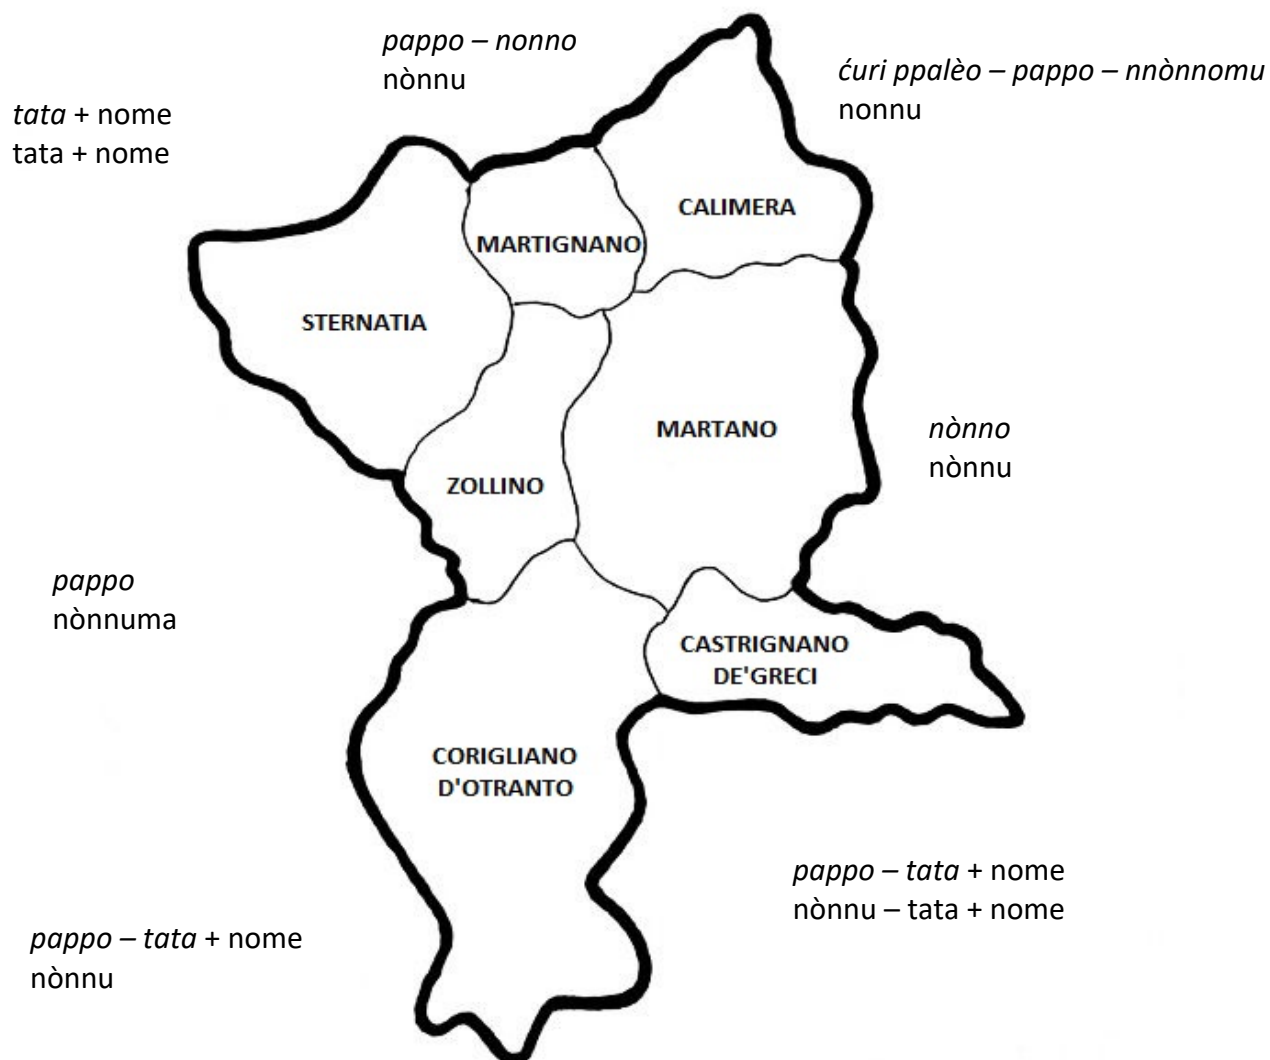 pappo – nonno
nònnu
ćuri ppalèo – pappo – nnònnomu
nonnu
tata + nome
tata + nome
CALIMERA
MARTIGNANO
STERNATIA
MARTANO
nònno
nònnu
ZOLLINO
pappo
nònnuma
CASTRIGNANO
DE'GRECI
CORIGLIANO
D'OTRANTO
pappo – tata + nome
nònnu – tata + nome
pappo – tata + nome
nònnu